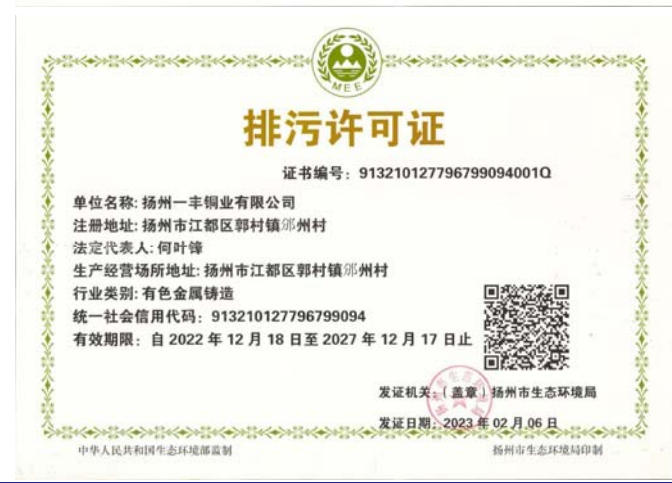 MEE
排污许可证
证书编号：913210127796799094001Q
单位名称: 扬州一丰铜业有限公司
注册地址: 扬州市江都区郭村镇邠州村
法定代表人: 何叶锋
生产经营场所地址: 扬州市江都区郭村镇邠州村
行业类别: 有色金属铸造
统一社会信用代码：913210127796799094
有效期限：自 2022 年 12 月 18 日至 2027 年 12 月 17 日止
发证机关：（盖章）扬州市生态环境局
发证日期：2023 年 02 月 06 日
中华人民共和国生态环境部监制
扬州市生态环境局印制